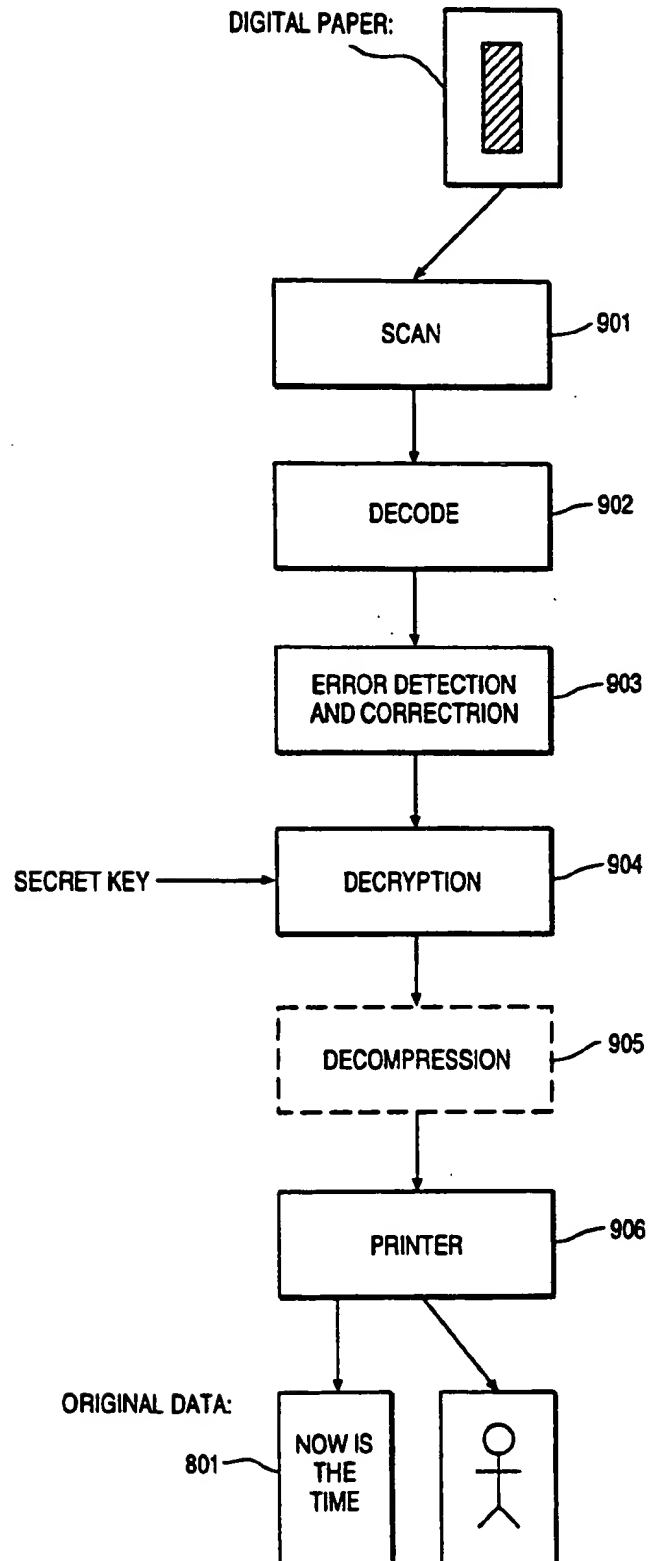 DIGITAL PAPER:
SCAN
901
DECODE
902
ERROR DETECTION
AND CORRECTRION
903
SECRET KEY
DECRYPTION
904
DECOMPRESSION
905
PRINTER
906
ORIGINAL DATA:
801
NOW IS
THE
TIME